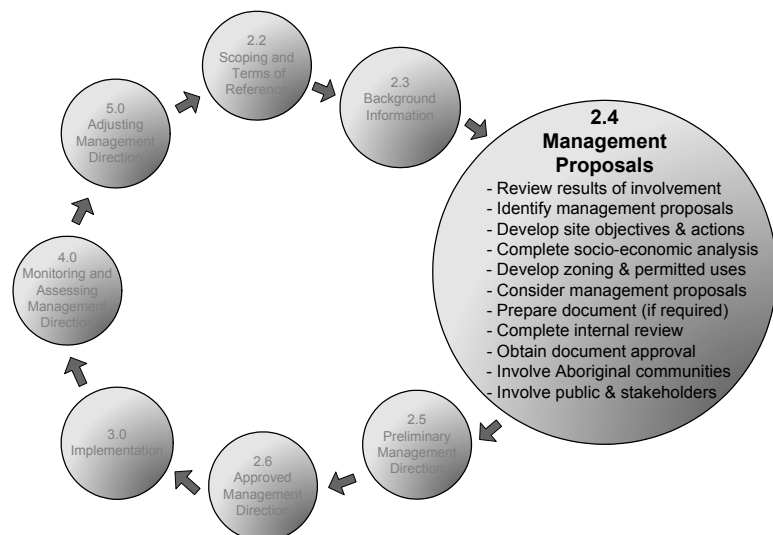 2.2
Scoping and
Terms of
Reference
2.3
Background
Information
2.4
Management
Proposals
- Review results of involvement
- Identify management proposals
- Develop site objectives & actions
- Complete socio-economic analysis
- Develop zoning & permitted uses
- Consider management proposals
- Prepare document (if required)
- Complete internal review
- Obtain document approval
- Involve Aboriginal communities
- Involve public & stakeholders
2.5
Preliminary
Management
Direction
2.6
Approved
Management
Direction
3.0
Implementation
4.0
Monitoring and
Assessing
Management
Direction
5.0
Adjusting
Management
Direction